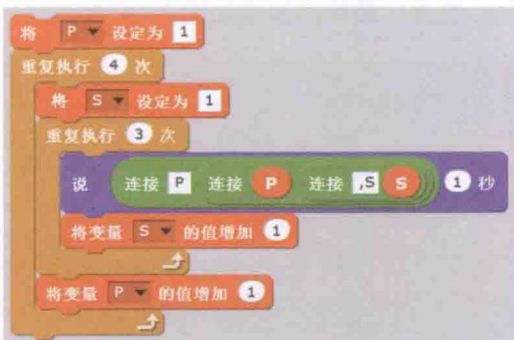 将 P 设定为 1
重复执行 4 次
将 S 设定为 1
重复执行 3 次
说 连接 P 连接 P 连接 ,S S 1 秒
将变量 S 的值增加 1
将变量 P 的值增加 1